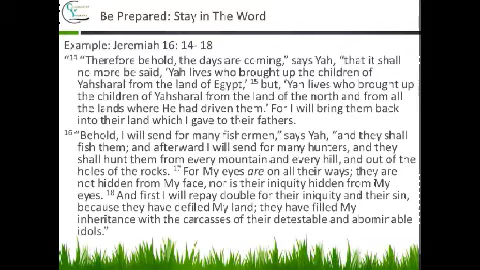 Be Prepared: Stay in The Word
Example: Jeremiah 16: 14- 18
“¹⁵ “Therefore behold, the days are coming,” says Yah, “that it shall
no more be said, ‘Yah lives who brought up the children of
Yahsharal from the land of Egypt,’ ¹⁵ but, ‘Yah lives who brought up
the children of Yahsharal from the land of the north and from all
the lands where He had driven them.’ For I will bring them back
into their land which I gave to their fathers.
¹⁶ “Behold, I will send for many fishermen,” says Yah, “and they shall
fish them; and afterward I will send for many hunters, and they
shall hunt them from every mountain and every hill, and out of the
holes of the rocks. ¹⁷ For My eyes are on all their ways; they are
not hidden from My face, nor is their iniquity hidden from My
eyes. ¹⁸ And first I will repay double for their iniquity and their sin,
because they have defiled My land; they have filled My
inheritance with the carcasses of their detestable and abominable
idols.”